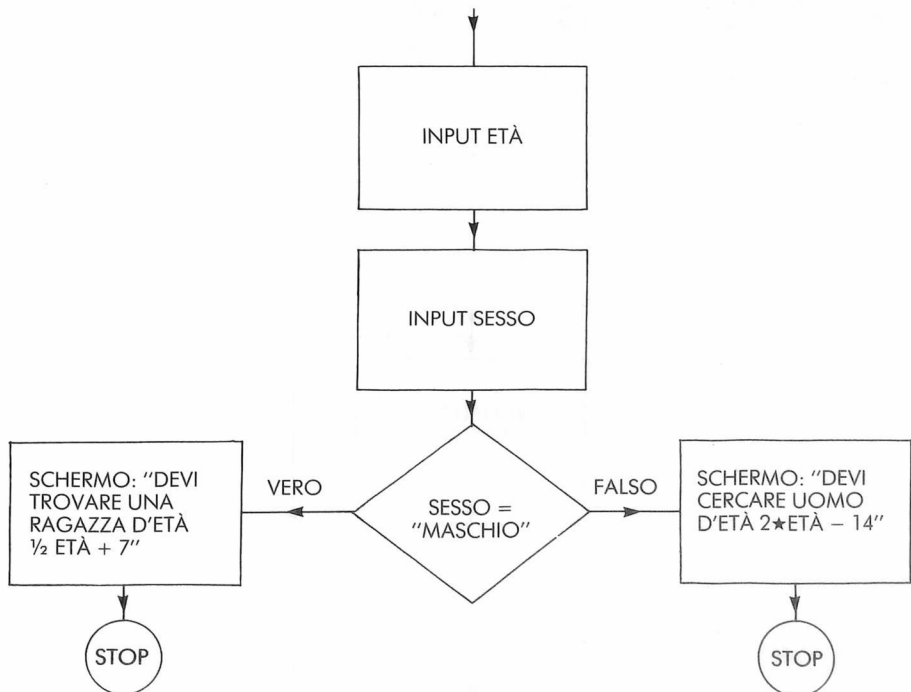 INPUT ETÀ
INPUT SESSO
SESSO =
"MASCHIO"
VERO
FALSO
SCHERMO: "DEVI
TROVARE UNA
RAGAZZA D'ETÀ
½ ETÀ + 7"
SCHERMO: "DEVI
CERCARE UOMO
D'ETÀ 2★ETÀ – 14"
STOP
STOP